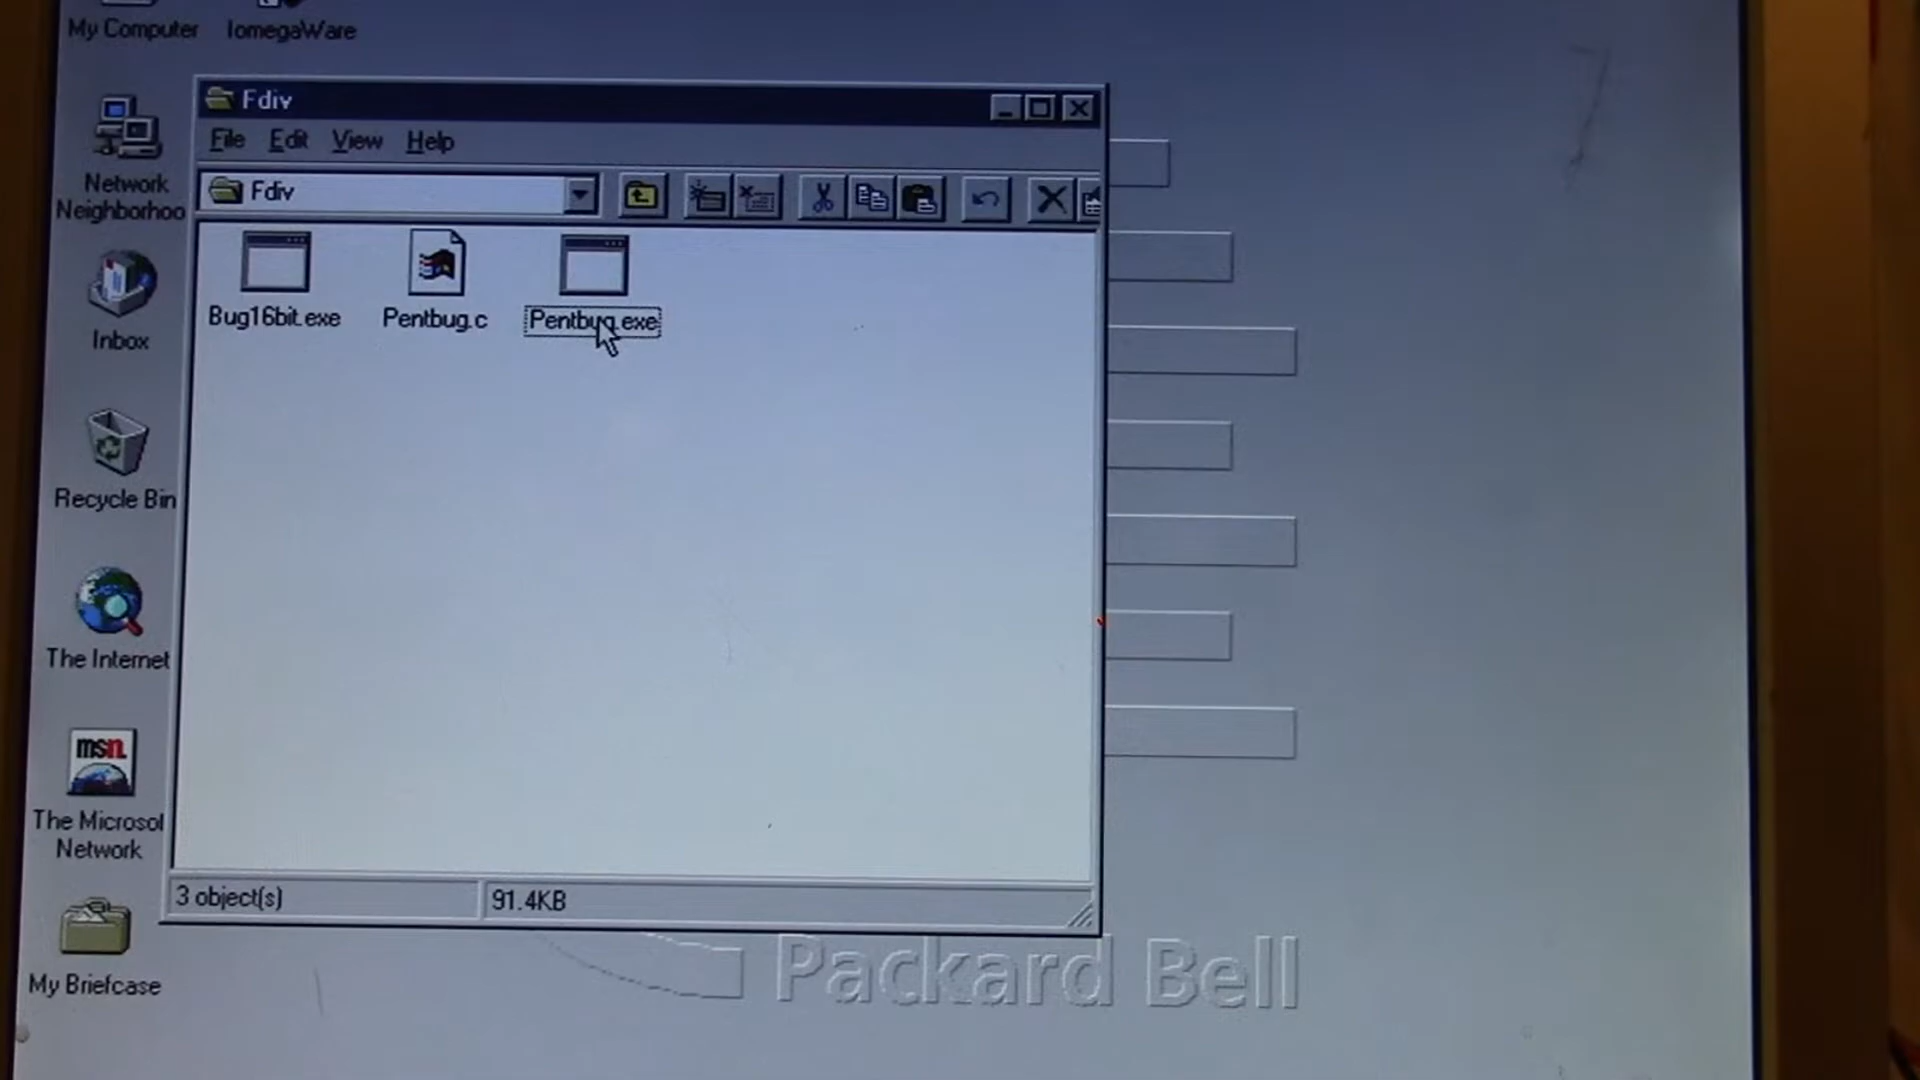 My Computer
IomegaWare
Network
Neighborhoo
Inbox
Recycle Bin
The Internet
msn.
The Microsof
Network
My Briefcase
Fdiv
File Edit View Help
Fdiv
Bug16bit.exe
Pentbug.c
Pentbug.exe
3 object(s)
91.4KB
Packard Bell